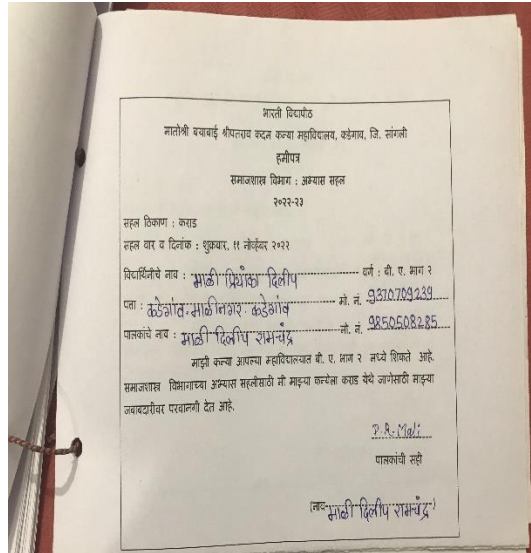 भारती विद्यापीठ
मातोश्री बयाबाई श्रीपतराव कदम कन्या महाविद्यालय, कडेगाव, जि. सांगली
हमीपत्र
समाजशास्त्र विभाग : अभ्यास सहल
२०२२-२३
सहल ठिकाण : कराड
सहल वार व दिनांक : शुक्रवार, ११ नोव्हेंबर २०२२
विद्यार्थिनीचे नाव : माळी प्रियांका दिलीप वर्ग : बी. ए. भाग २
पत्ता : कडेगांव. माळीनगर. कडेगांव मो. नं. 9370709239
पालकांचे नाव : माळी दिलीप रामचंद्र मो. नं. 9850508285
माझी कन्या आपल्या महाविद्यालयात बी. ए. भाग २ मध्ये शिकते आहे.
समाजशास्त्र विभागाच्या अभ्यास सहलीसाठी मी माझ्या कन्येला कराड येथे जाणेसाठी माझ्या
जबाबदारीवर परवानगी देत आहे.
D.R. Mali
पालकांची सही
(नाव माळी दिलीप रामचंद्र)